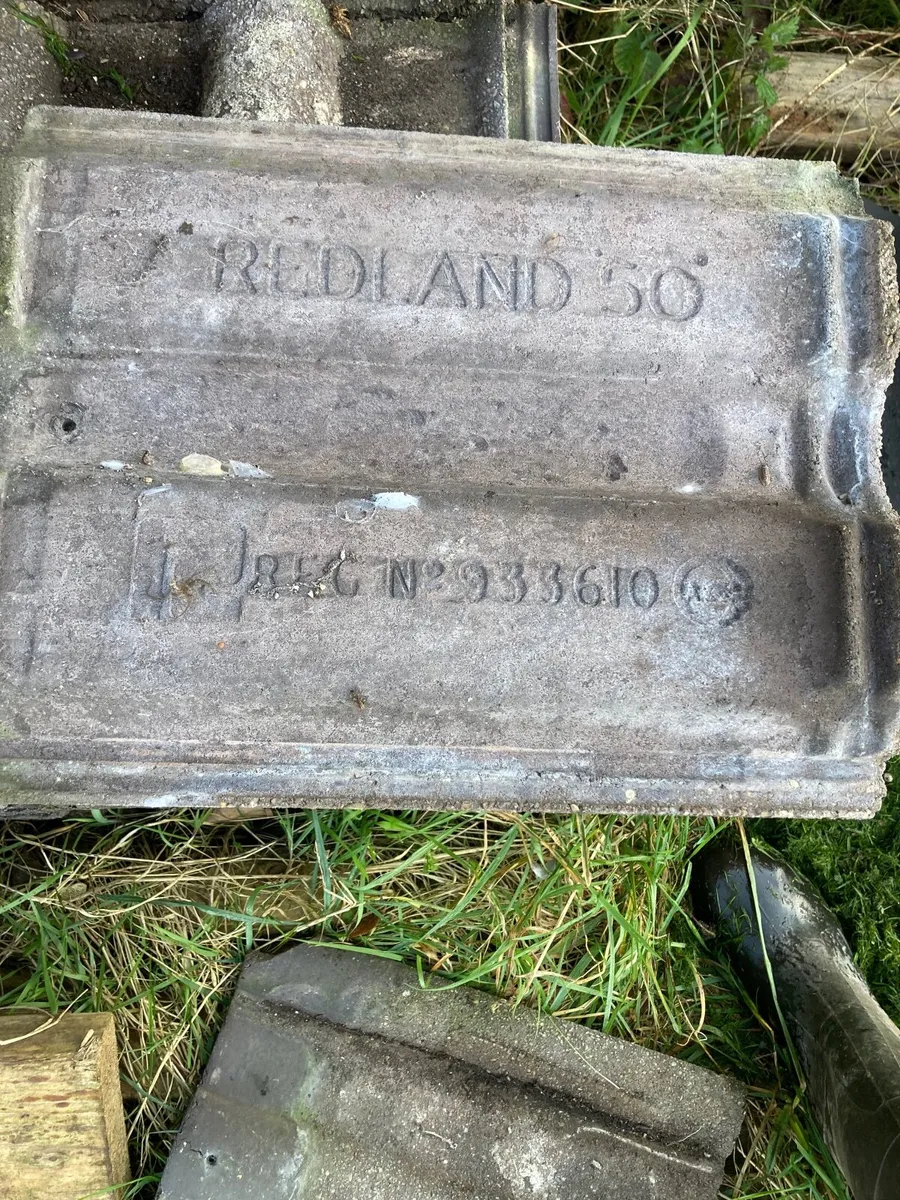 REDLAND '50'
REG Nº 933610